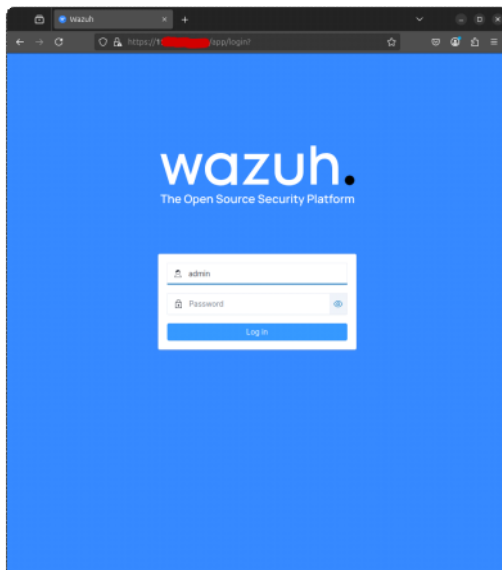 Wazuh
https:// /app/login?
wazuh.
The Open Source Security Platform
admin
Password
Log in